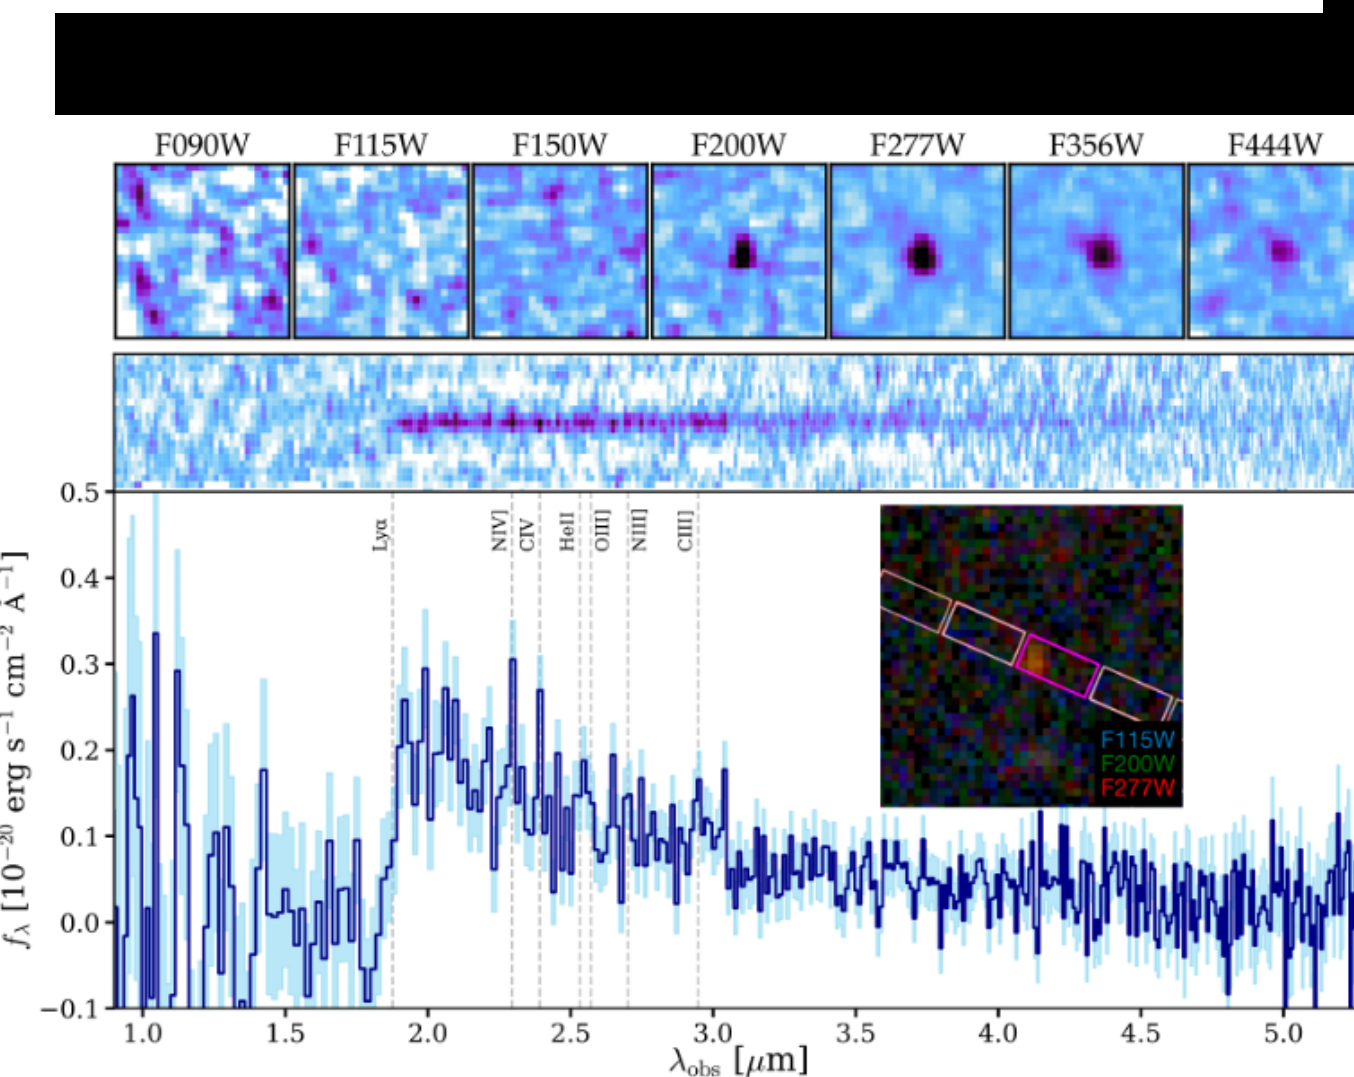 F090W F115W F150W F200W F277W F356W F444W
0.5
0.4
0.3
0.2
0.1
0.0
−0.1
fλ [10⁻²⁰ erg s⁻¹ cm⁻² Å⁻¹]
Lyα NIV] CIV HeII OIII] NIII] CIII]
F115W
F200W
F277W
1.0 1.5 2.0 2.5 3.0 3.5 4.0 4.5 5.0
λobs [μm]